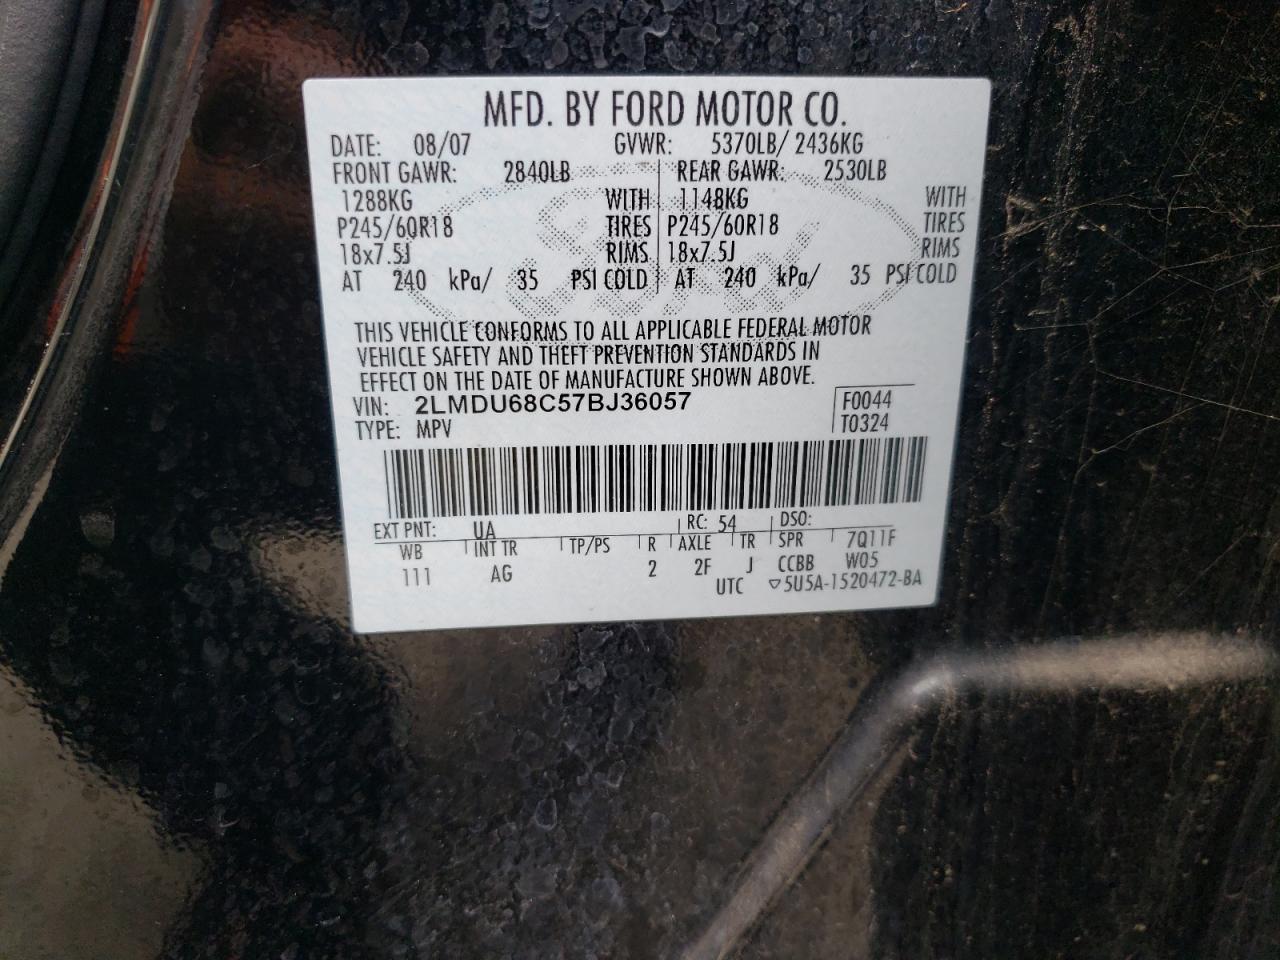 MFD. BY FORD MOTOR CO.
DATE: 08/07 GVWR: 5370LB/ 2436KG
FRONT GAWR: 2840LB REAR GAWR: 2530LB
1288KG WITH 1148KG WITH
P245/60R18 TIRES P245/60R18 TIRES
18x7.5J RIMS 18x7.5J RIMS
AT 240 kPa/ 35 PSI COLD AT 240 kPa/ 35 PSI COLD
THIS VEHICLE CONFORMS TO ALL APPLICABLE FEDERAL MOTOR
VEHICLE SAFETY AND THEFT PREVENTION STANDARDS IN
EFFECT ON THE DATE OF MANUFACTURE SHOWN ABOVE.
VIN: 2LMDU68C57BJ36057 F0044
TYPE: MPV T0324
EXT PNT: UA RC: 54 DSO:
WB INT TR TP/PS R AXLE TR SPR 7Q11F
111 AG 2 2F J CCBB W05
UTC ▽5U5A-1520472-BA